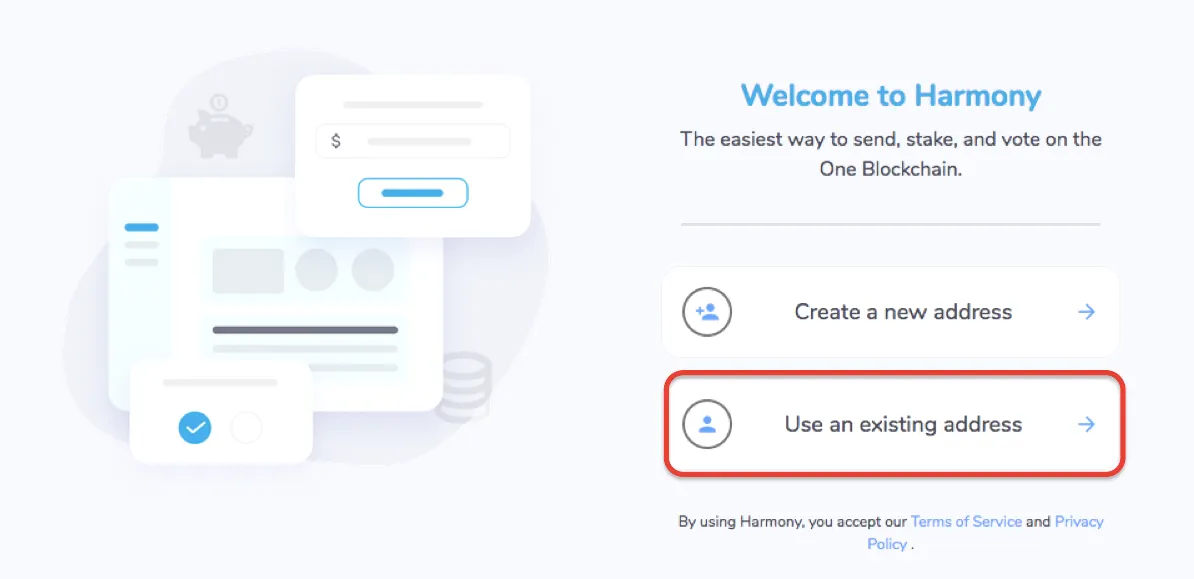 $
Welcome to Harmony
The easiest way to send, stake, and vote on the
One Blockchain.
Create a new address
Use an existing address
By using Harmony, you accept our Terms of Service and Privacy
Policy .